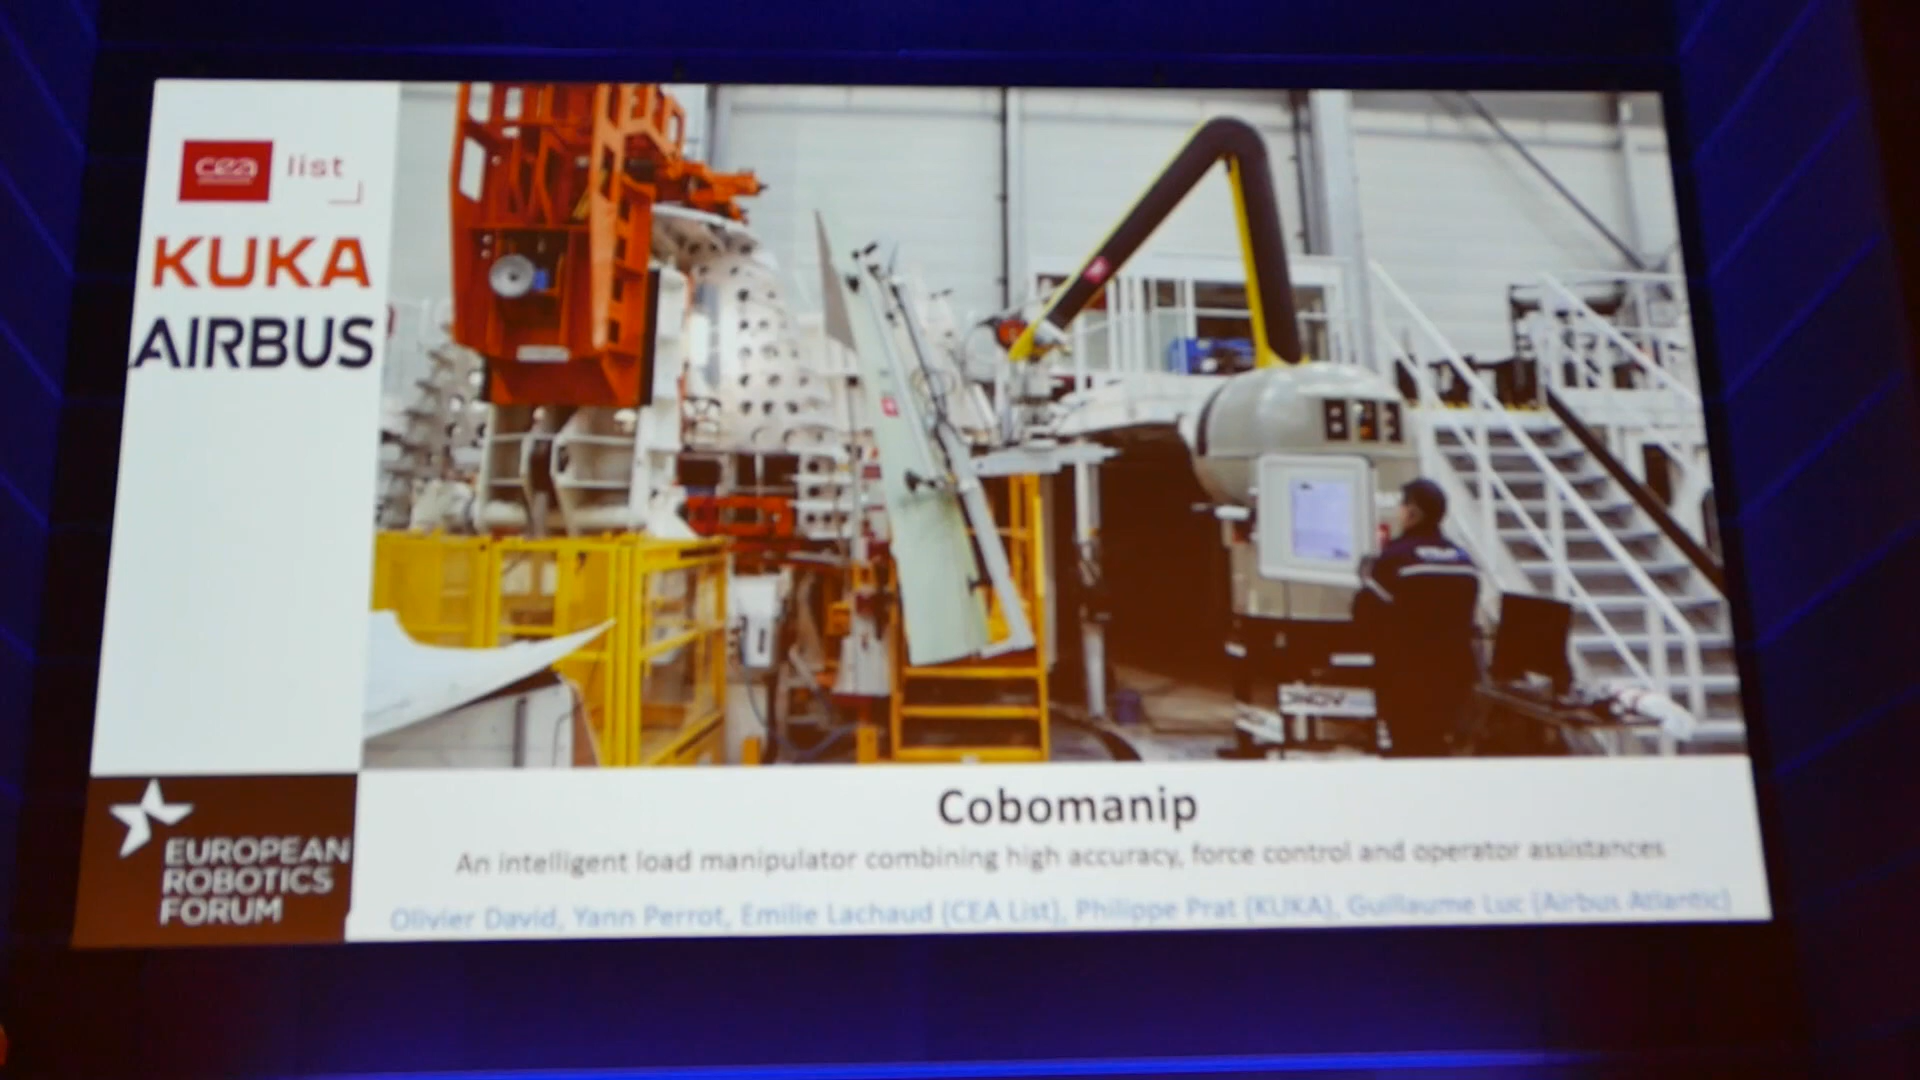 cea list
KUKA
AIRBUS
EUROPEAN
ROBOTICS
FORUM
Cobomanip
An intelligent load manipulator combining high accuracy, force control and operator assistances
Olivier David, Yann Perrot, Emilie Lachaud (CEA List), Philippe Prat (KUKA), Guillaume Luc (Airbus Atlantic)